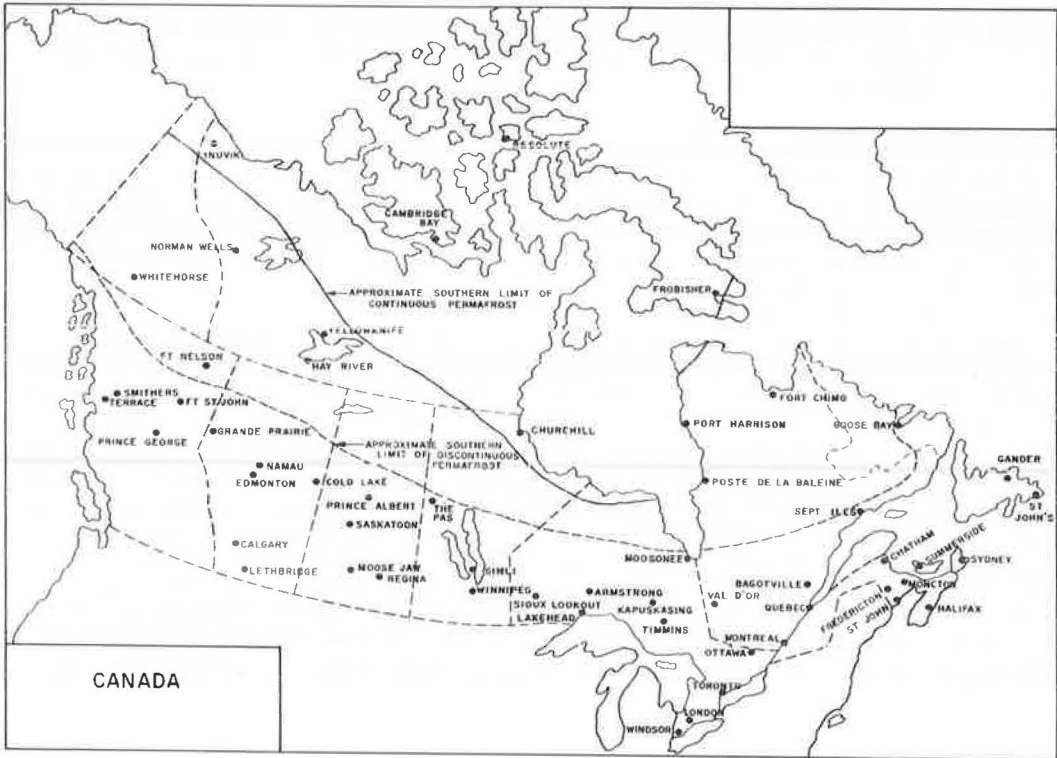 RESOLUTE
INUVIK
CAMBRIDGE
BAY
NORMAN WELLS
WHITEHORSE
APPROXIMATE SOUTHERN LIMIT OF
CONTINUOUS PERMAFROST
FROBISHER
YELLOWKNIFE
FT NELSON
HAY RIVER
SMITHERS
TERRACE
FT ST JOHN
FORT CHIMO
PRINCE GEORGE
GRANDE PRAIRIE
CHURCHILL
PORT HARRISON
GOOSE BAY
APPROXIMATE SOUTHERN
LIMIT OF DISCONTINUOUS
PERMAFROST
NAMAU
EDMONTON
COLD LAKE
GANDER
POSTE DE LA BALEINE
PRINCE ALBERT
THE
PAS
ST
JOHN'S
SEPT ILES
SASKATOON
CALGARY
MOOSONEE
CHATHAM
SUMMERSIDE
SYDNEY
LETHBRIDGE
MOOSE JAW
REGINA
GIMLI
WINNIPEG
SIOUX LOOKOUT
ARMSTRONG
LAKEHEAD
KAPUSKASING
TIMMINS
BAGOTVILLE
VAL D'OR
QUEBEC
FREDERICTON
ST JOHN
MONCTON
HALIFAX
MONTREAL
OTTAWA
CANADA
TORONTO
LONDON
WINDSOR